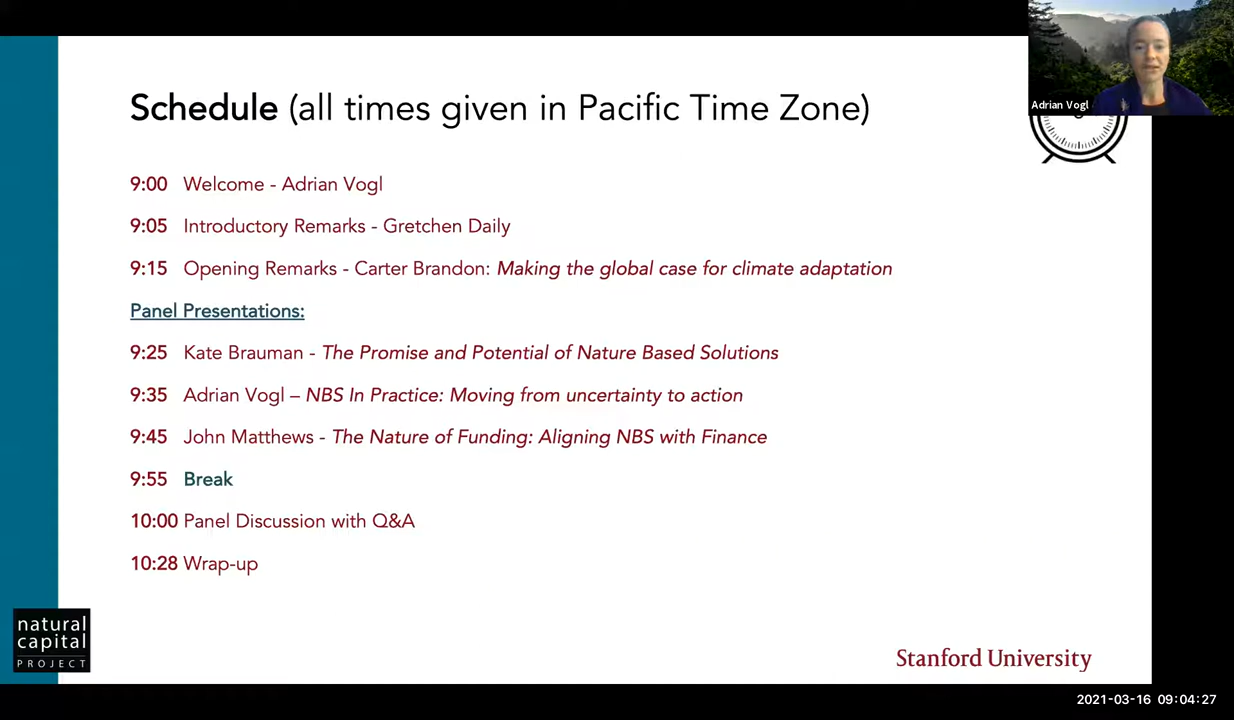 Adrian Vogl
Schedule (all times given in Pacific Time Zone)
9:00 Welcome - Adrian Vogl
9:05 Introductory Remarks - Gretchen Daily
9:15 Opening Remarks - Carter Brandon: Making the global case for climate adaptation
Panel Presentations:
9:25 Kate Brauman - The Promise and Potential of Nature Based Solutions
9:35 Adrian Vogl – NBS In Practice: Moving from uncertainty to action
9:45 John Matthews - The Nature of Funding: Aligning NBS with Finance
9:55 Break
10:00 Panel Discussion with Q&A
10:28 Wrap-up
natural
capital
PROJECT
Stanford University
2021-03-16 09:04:27